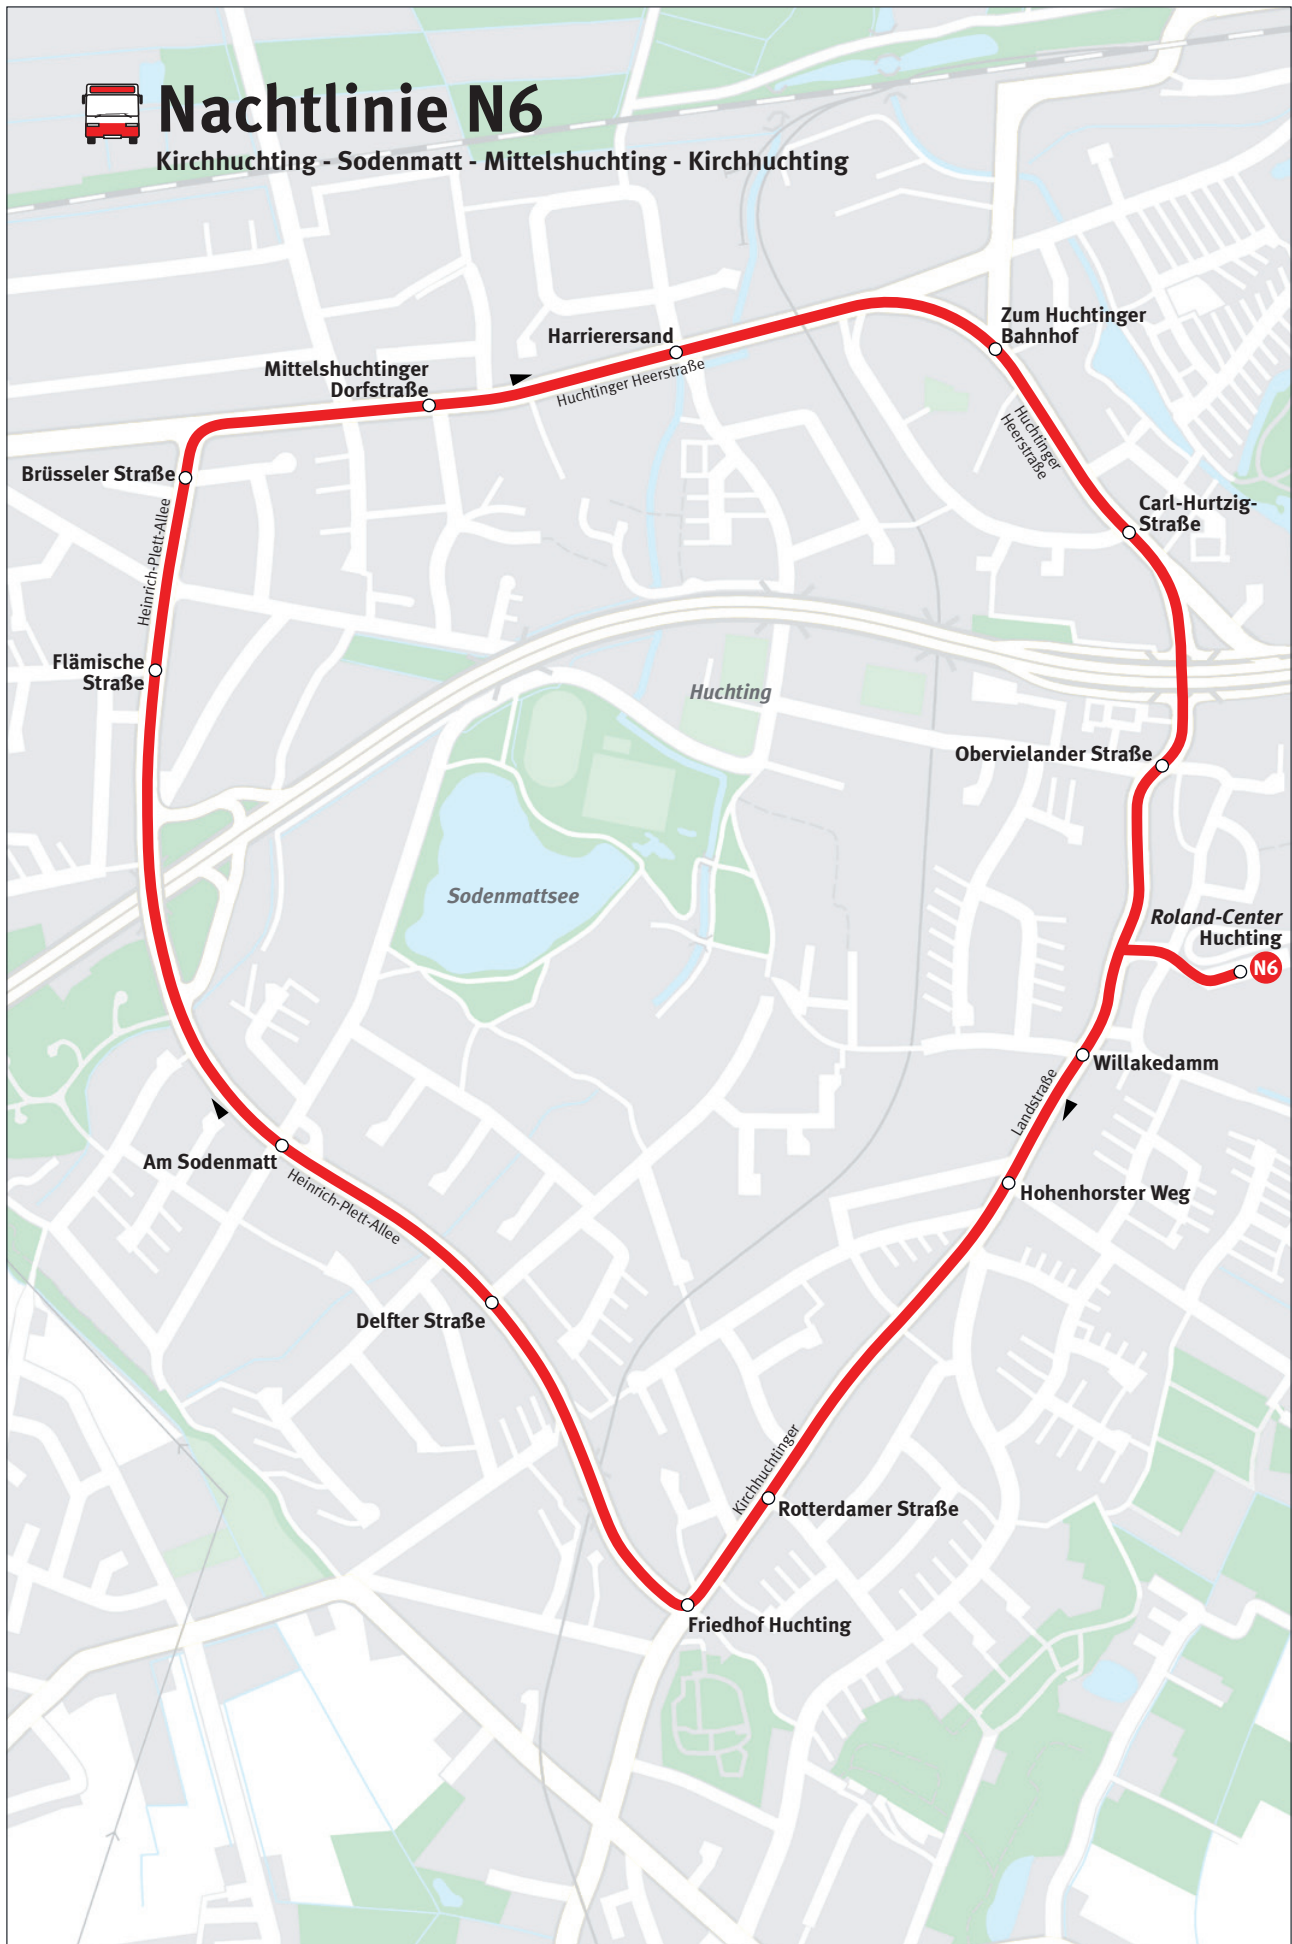 Nachtlinie N6
Kirchhuchting - Sodenmatt - Mittelshuchting - Kirchhuchting
Zum Huchtinger
Bahnhof
Harrierersand
Mittelshuchtinger
Dorfstraße
Huchtinger Heerstraße
Huchtinger
Heerstraße
Brüsseler Straße
Carl-Hurtzig-
Straße
Heinrich-Plett-Allee
Flämische
Straße
Huchting
Obervielander Straße
Sodenmattsee
Roland-Center
Huchting
N6
Willakedamm
Landstraße
Am Sodenmatt
Heinrich-Plett-Allee
Hohenhorster Weg
Delfter Straße
Kirchhuchtinger
Rotterdamer Straße
Friedhof Huchting